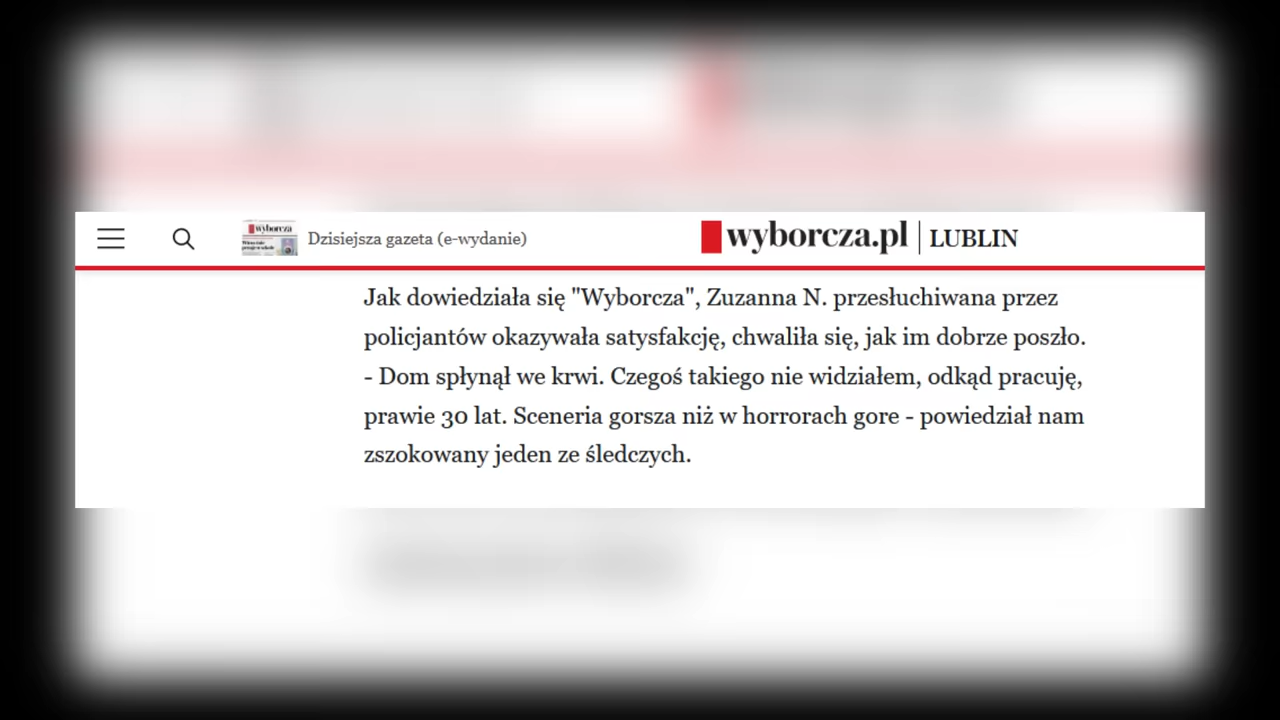 wyborcza
Dzisiejsza gazeta (e-wydanie)
wyborcza.pl | LUBLIN
Jak dowiedziała się "Wyborcza", Zuzanna N. przesłuchiwana przez
policjantów okazywała satysfakcję, chwaliła się, jak im dobrze poszło.
- Dom spłynął we krwi. Czegoś takiego nie widziałem, odkąd pracuję,
prawie 30 lat. Sceneria gorsza niż w horrorach gore - powiedział nam
zszokowany jeden ze śledczych.